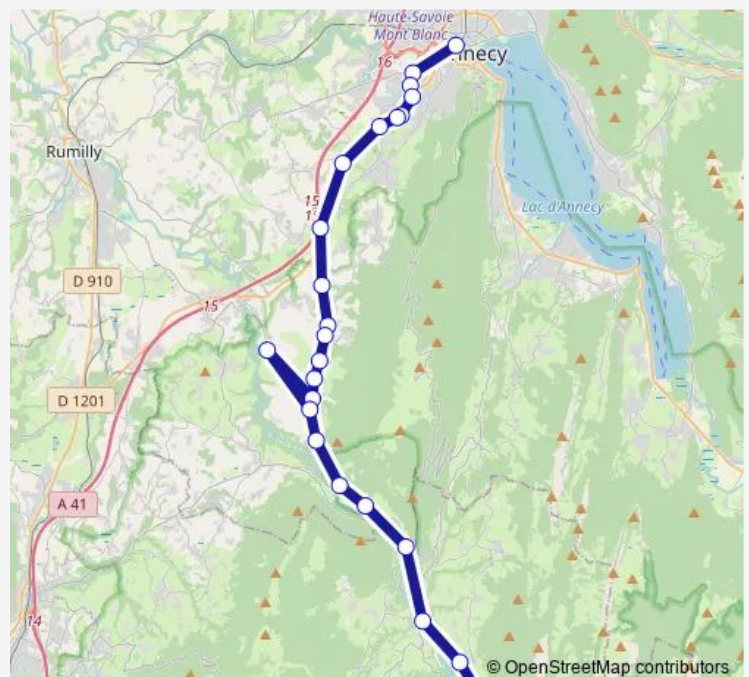 Haute-Savoie
Mont Blanc
Annecy
16
Rumilly
15
Lac d'Annecy
D 910
15
D 1201
A 41
14
© OpenStreetMap contributors